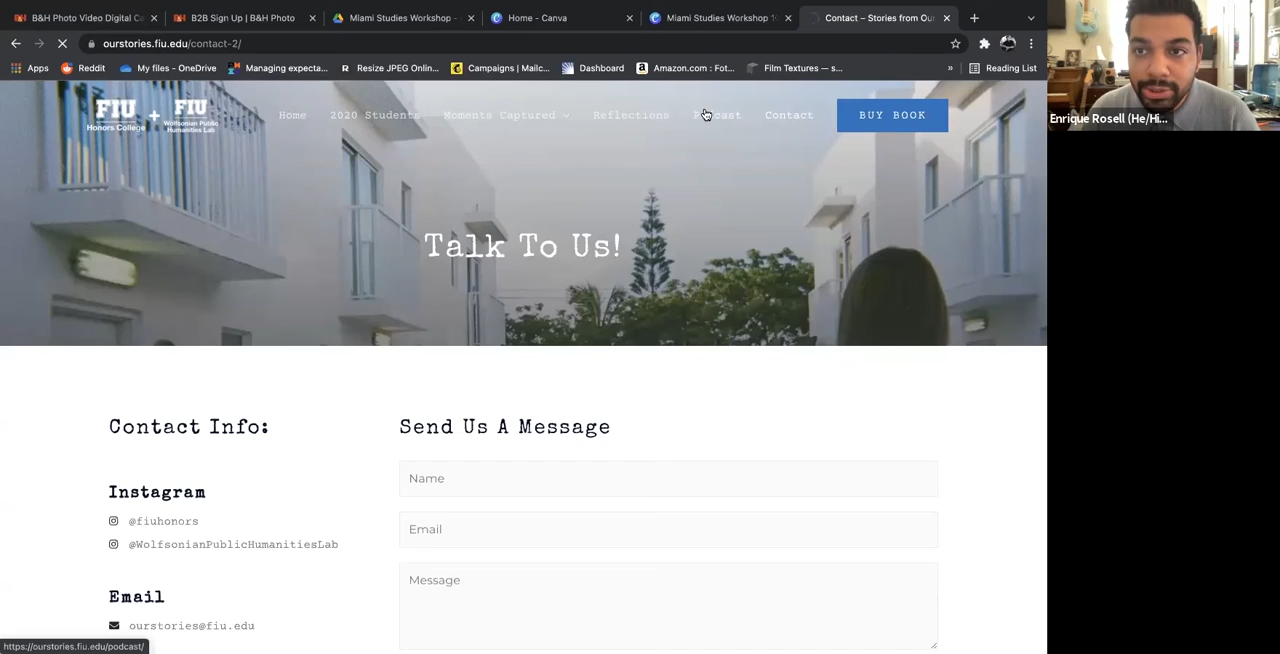 B&H Photo Video Digital Ca
B2B Sign Up | B&H Photo
Miami Studies Workshop -
Home - Canva
Miami Studies Workshop 1
Contact – Stories from Our
ourstories.fiu.edu/contact-2/
Apps
Reddit
My files - OneDrive
Managing expecta...
R Resize JPEG Onlin...
Campaigns | Mailc...
Dashboard
a Amazon.com : Fot...
Film Textures — s...
»
Reading List
FIU
Honors College
+
FIU
Wolfsonian Public
Humanities Lab
Home
2020 Students
Moments Captured
Reflections
Podcast
Contact
BUY BOOK
Enrique Rosell (He/Hi...
Talk To Us!
Contact Info:
Send Us A Message
Name
Instagram
@fiuhonors
Email
@WolfsonianPublicHumanitiesLab
Message
Email
ourstories@fiu.edu
https://ourstories.fiu.edu/podcast/